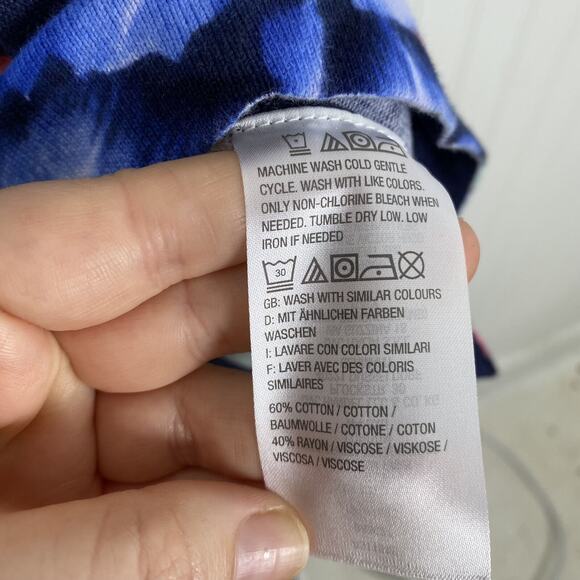 MACHINE WASH COLD GENTLE
CYCLE. WASH WITH LIKE COLORS.
ONLY NON-CHLORINE BLEACH WHEN
NEEDED. TUMBLE DRY LOW. LOW
IRON IF NEEDED
30
GB: WASH WITH SIMILAR COLOURS
D: MIT ÄHNLICHEN FARBEN
WASCHEN
I: LAVARE CON COLORI SIMILARI
F: LAVER AVEC DES COLORIS
SIMILAIRES
60% COTTON / COTTON /
BAUMWOLLE / COTONE / COTON
40% RAYON / VISCOSE / VISKOSE /
VISCOSA / VISCOSE